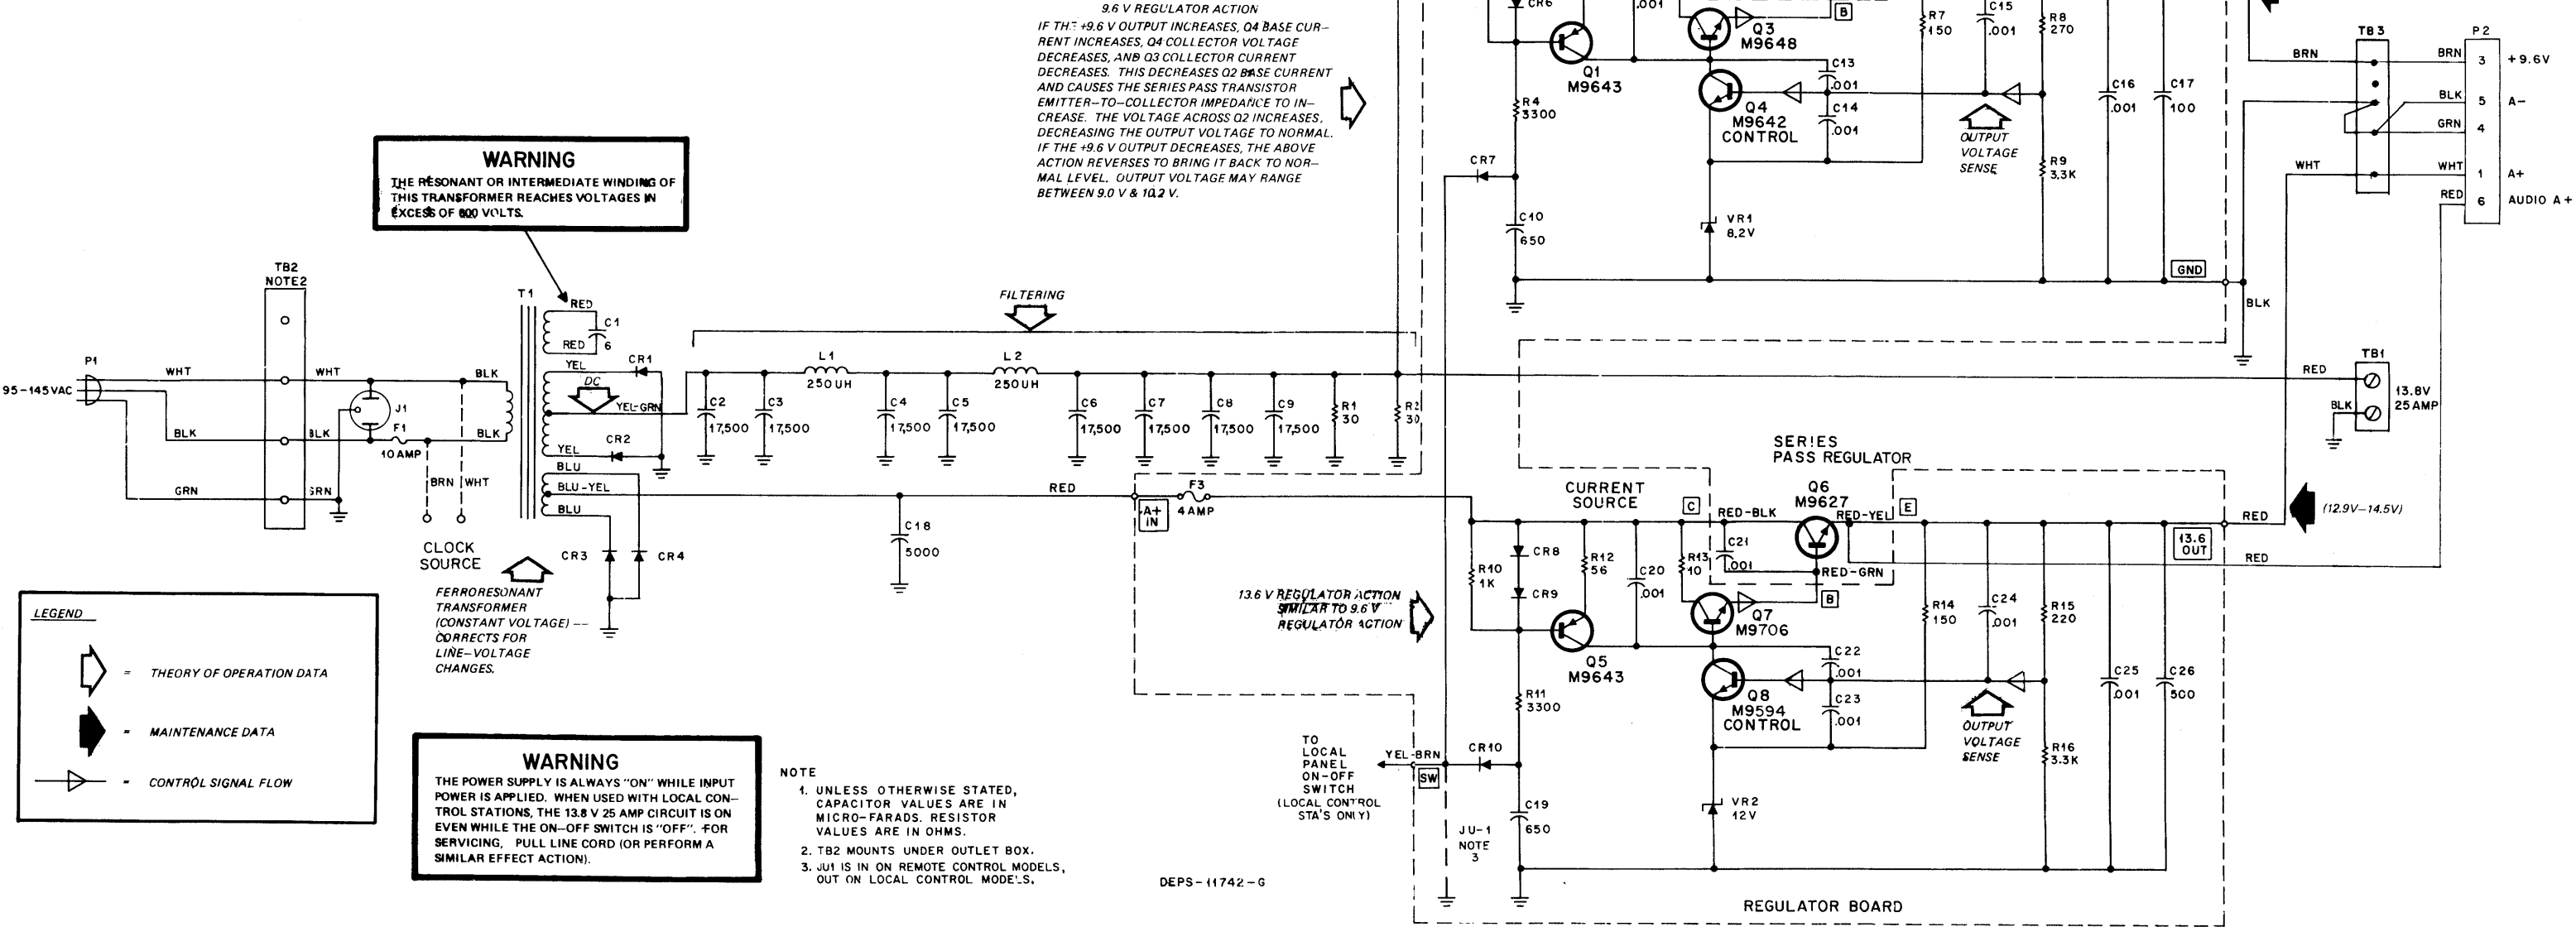 9.6 V REGULATOR ACTION
IF THE +9.6 V OUTPUT INCREASES, Q4 BASE CUR-
RENT INCREASES, Q4 COLLECTOR VOLTAGE
DECREASES, AND Q3 COLLECTOR CURRENT
DECREASES. THIS DECREASES Q2 BASE CURRENT
AND CAUSES THE SERIES PASS TRANSISTOR
EMITTER-TO-COLLECTOR IMPEDANCE TO IN-
CREASE. THE VOLTAGE ACROSS Q2 INCREASES,
DECREASING THE OUTPUT VOLTAGE TO NORMAL.
IF THE +9.6 V OUTPUT DECREASES, THE ABOVE
ACTION REVERSES TO BRING IT BACK TO NOR-
MAL LEVEL. OUTPUT VOLTAGE MAY RANGE
BETWEEN 9.0 V & 10.2 V.
CR6
.001
Q3
M9648
B
R7
150
C15
.001
R8
270
Q1
M9643
C13
.001
Q4
M9642
CONTROL
C14
.001
R4
3300
CR7
C10
650
VR1
8.2V
OUTPUT
VOLTAGE
SENSE
R9
3.3K
C16
.001
C17
100
GND
BLK
TB3
P2
BRN
BRN
3
+9.6V
BLK
5
A-
GRN
4
WHT
WHT
1
A+
RED
6
AUDIO A+
WARNING
THE RESONANT OR INTERMEDIATE WINDING OF
THIS TRANSFORMER REACHES VOLTAGES IN
EXCESS OF 600 VOLTS.
TB2
NOTE2
P1
95-145VAC
WHT
WHT
BLK
J1
BLK
BLK
F1
10 AMP
BLK
GRN
GRN
BRN
WHT
CLOCK
SOURCE
T1
RED
C1
6
RED
YEL
CR1
DC
YEL-GRN
YEL
CR2
BLU
BLU-YEL
BLU
CR3
CR4
FERRORESONANT
TRANSFORMER
(CONSTANT VOLTAGE) --
CORRECTS FOR
LINE-VOLTAGE
CHANGES.
FILTERING
L1
250UH
L2
250UH
C2
17,500
C3
17,500
C4
17,500
C5
17,500
C6
17,500
C7
17,500
C8
17,500
C9
17,500
R1
30
R2
30
RED
TB1
BLK
13.8V
25 AMP
C18
5000
RED
A+
IN
F3
4 AMP
SERIES
PASS REGULATOR
CURRENT
SOURCE
C
RED-BLK
Q6
M9627
RED-YEL
E
C21
.001
RED-GRN
B
R10
1K
CR8
CR9
R12
56
C20
.001
R13
10
Q7
M9706
Q5
M9643
R14
150
C24
.001
R15
220
C22
.001
Q8
M9594
CONTROL
C23
.001
OUTPUT
VOLTAGE
SENSE
R16
3.3K
C25
.001
C26
500
13.6
OUT
RED
RED
(12.9V-14.5V)
13.6 V REGULATOR ACTION
SIMILAR TO 9.6 V
REGULATOR ACTION
R11
3300
CR10
C19
650
VR2
12V
TO
LOCAL
PANEL
ON-OFF
SWITCH
(LOCAL CONTROL
STA'S ONLY)
YEL-BRN
SW
JU-1
NOTE
3
REGULATOR BOARD
LEGEND
= THEORY OF OPERATION DATA
= MAINTENANCE DATA
= CONTROL SIGNAL FLOW
WARNING
THE POWER SUPPLY IS ALWAYS "ON" WHILE INPUT
POWER IS APPLIED. WHEN USED WITH LOCAL CON-
TROL STATIONS, THE 13.8 V 25 AMP CIRCUIT IS ON
EVEN WHILE THE ON-OFF SWITCH IS "OFF". FOR
SERVICING, PULL LINE CORD (OR PERFORM A
SIMILAR EFFECT ACTION).
NOTE
1. UNLESS OTHERWISE STATED,
CAPACITOR VALUES ARE IN
MICRO-FARADS. RESISTOR
VALUES ARE IN OHMS.
2. TB2 MOUNTS UNDER OUTLET BOX.
3. JU1 IS IN ON REMOTE CONTROL MODELS,
OUT ON LOCAL CONTROL MODELS.
DEPS-11742-G